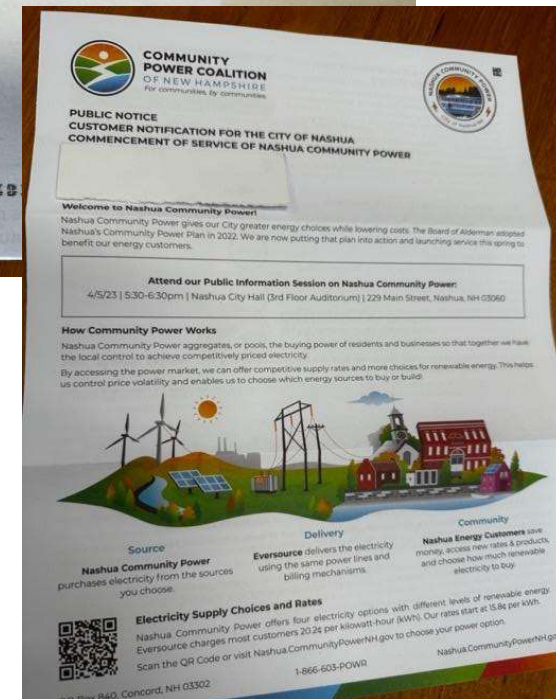 COMMUNITY
POWER COALITION
OF NEW HAMPSHIRE
For communities, by communities.
NASHUA COMMUNITY POWER
CITY OF NASHUA NH
PUBLIC NOTICE
CUSTOMER NOTIFICATION FOR THE CITY OF NASHUA
COMMENCEMENT OF SERVICE OF NASHUA COMMUNITY POWER
Welcome to Nashua Community Power!
Nashua Community Power gives our City greater energy choices while lowering costs. The Board of Alderman adopted
Nashua's Community Power Plan in 2022. We are now putting that plan into action and launching service this spring to
benefit our energy customers.
Attend our Public Information Session on Nashua Community Power:
4/5/23 | 5:30-6:30pm | Nashua City Hall (3rd Floor Auditorium) | 229 Main Street, Nashua, NH 03060
How Community Power Works
Nashua Community Power aggregates, or pools, the buying power of residents and businesses so that together we have
the local control to achieve competitively priced electricity.
By accessing the power market, we can offer competitive supply rates and more choices for renewable energy. This helps
us control price volatility and enables us to choose which energy sources to buy or build!
Source
Nashua Community Power
purchases electricity from the sources
you choose.
Delivery
Eversource delivers the electricity
using the same power lines and
billing mechanisms.
Community
Nashua Energy Customers save
money, access new rates & products,
and choose how much renewable
electricity to buy.
Electricity Supply Choices and Rates
Nashua Community Power offers four electricity options with different levels of renewable energy.
Eversource charges most customers 20.2¢ per kilowatt-hour (kWh). Our rates start at 15.8¢ per kWh.
Scan the QR Code or visit Nashua.CommunityPowerNH.gov to choose your power option.
Box 840, Concord, NH 03302
1-866-603-POWR
Nashua.CommunityPowerNH.gov